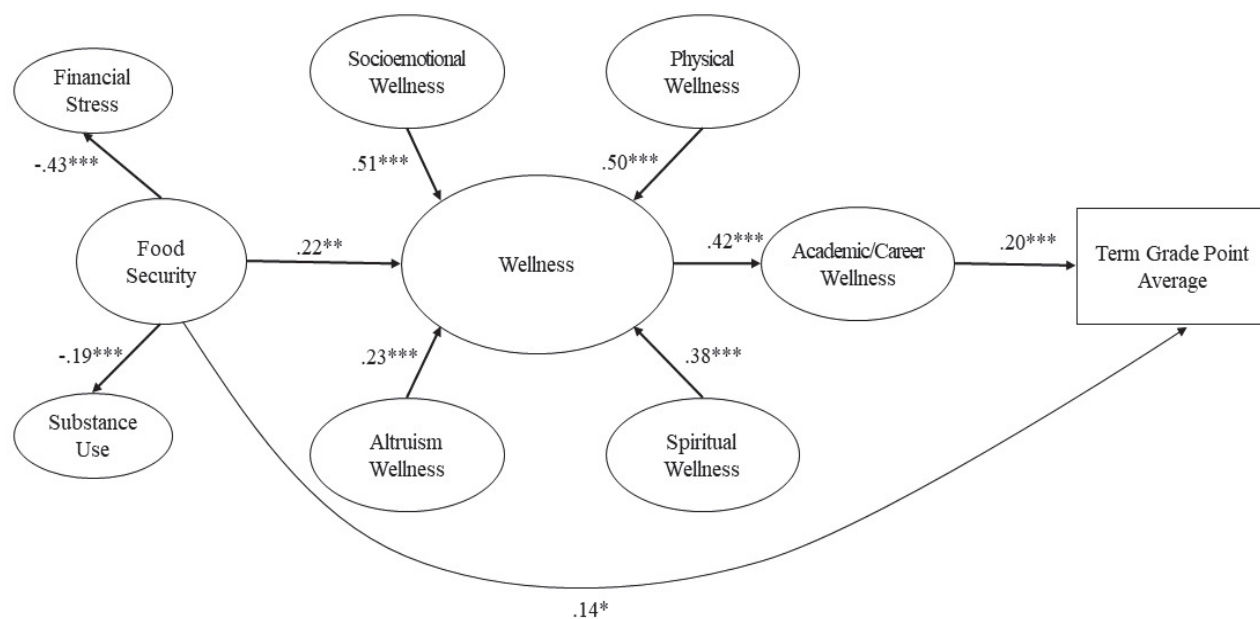 Financial
Stress
Socioemotional
Wellness
Physical
Wellness
-.43***
.51***
.50***
Food
Security
.22**
Wellness
.42***
Academic/Career
Wellness
.20***
Term Grade Point
Average
-.19***
.23***
.38***
Substance
Use
Altruism
Wellness
Spiritual
Wellness
.14*